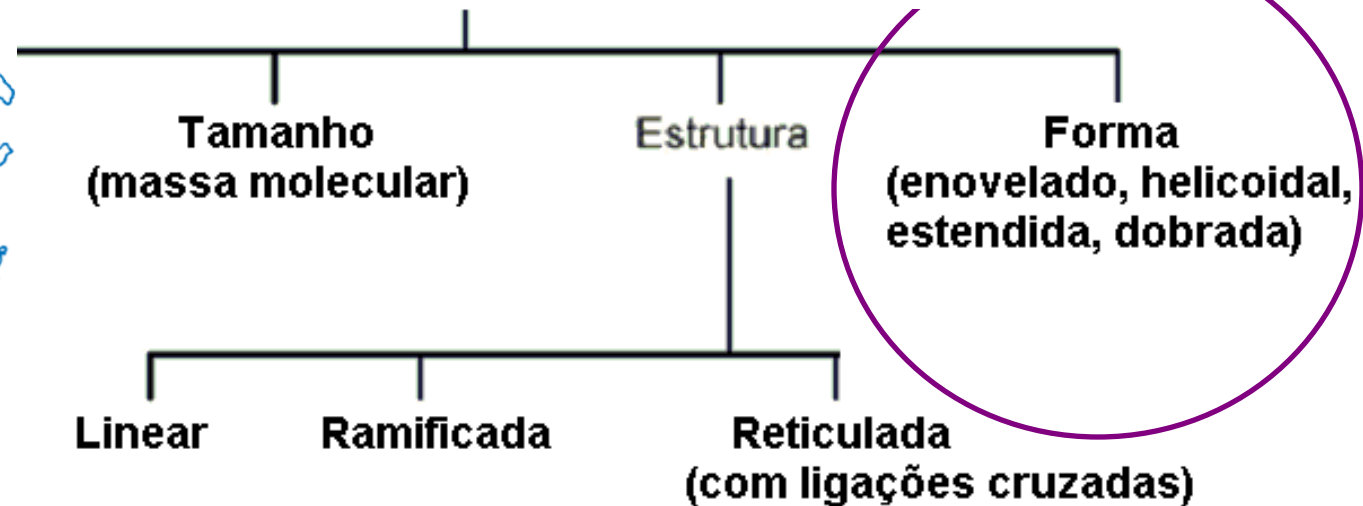 Tamanho
(massa molecular)
Estrutura
Forma
(enovelado, helicoidal,
estendida, dobrada)
Linear
Ramificada
Reticulada
(com ligações cruzadas)